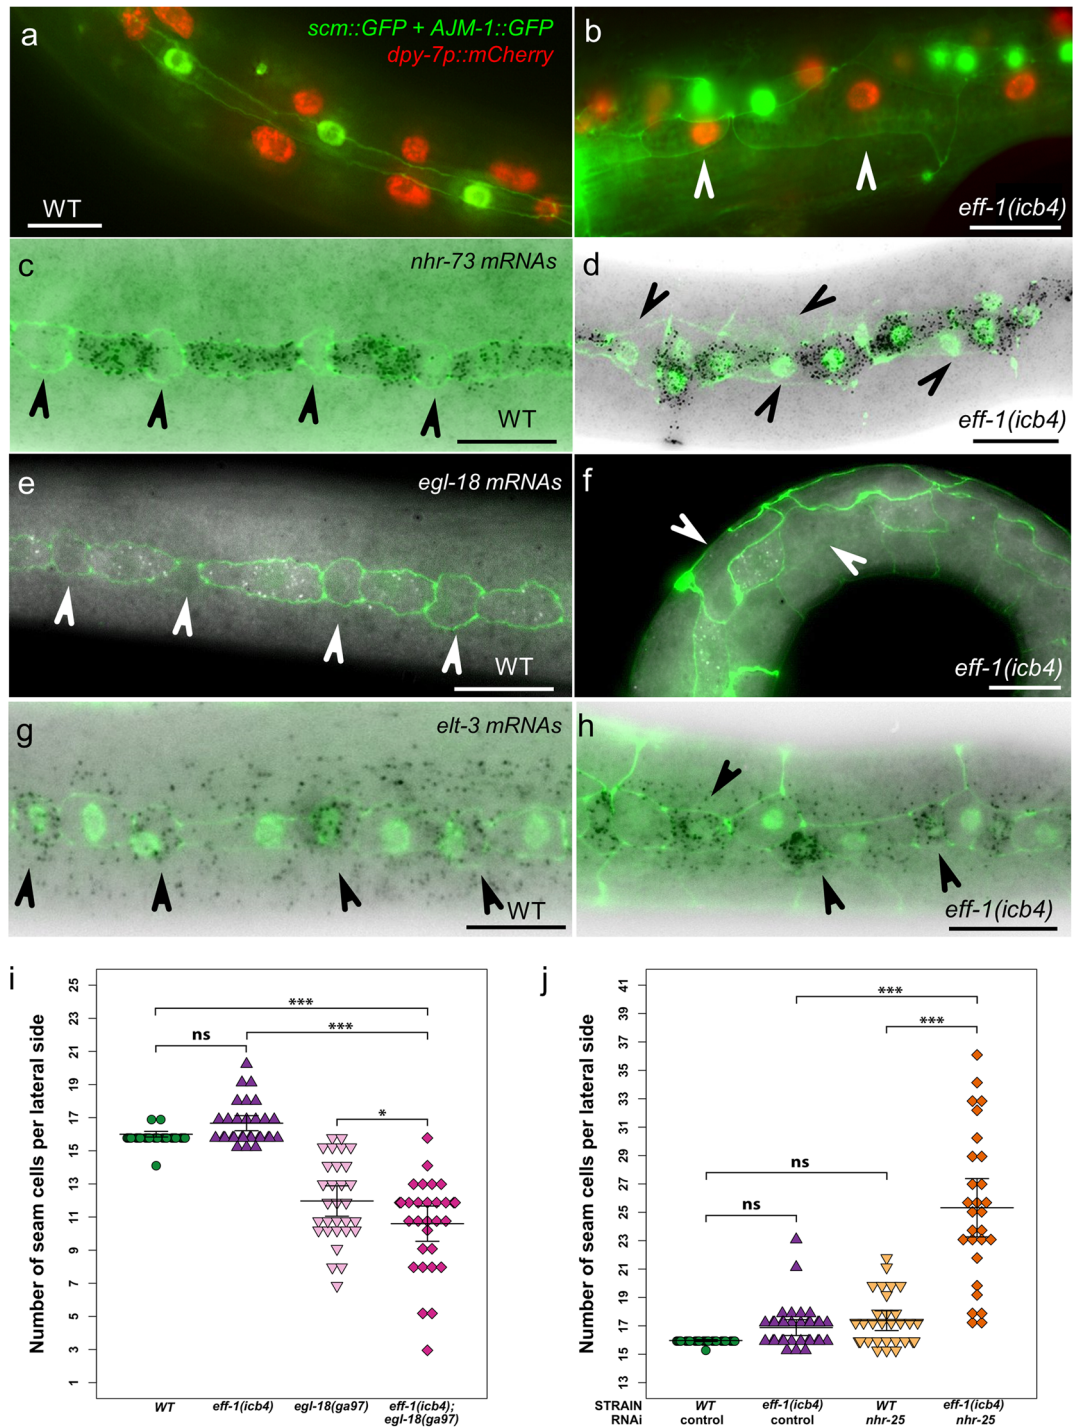 a
scm::GFP + AJM-1::GFP
dpy-7p::mCherry
WT
b
eff-1(icb4)
c
nhr-73 mRNAs
WT
d
eff-1(icb4)
e
egl-18 mRNAs
WT
f
eff-1(icb4)
g
elt-3 mRNAs
WT
h
eff-1(icb4)
i
Number of seam cells per lateral side
25
23
21
19
17
15
13
11
9
7
5
3
1
***
***
ns
*
WT
eff-1(icb4)
egl-18(ga97)
eff-1(icb4);
egl-18(ga97)
j
Number of seam cells per lateral side
41
39
37
35
33
31
29
27
25
23
21
19
17
15
13
***
***
ns
ns
STRAIN WT eff-1(icb4) WT eff-1(icb4)
RNAi control control nhr-25 nhr-25